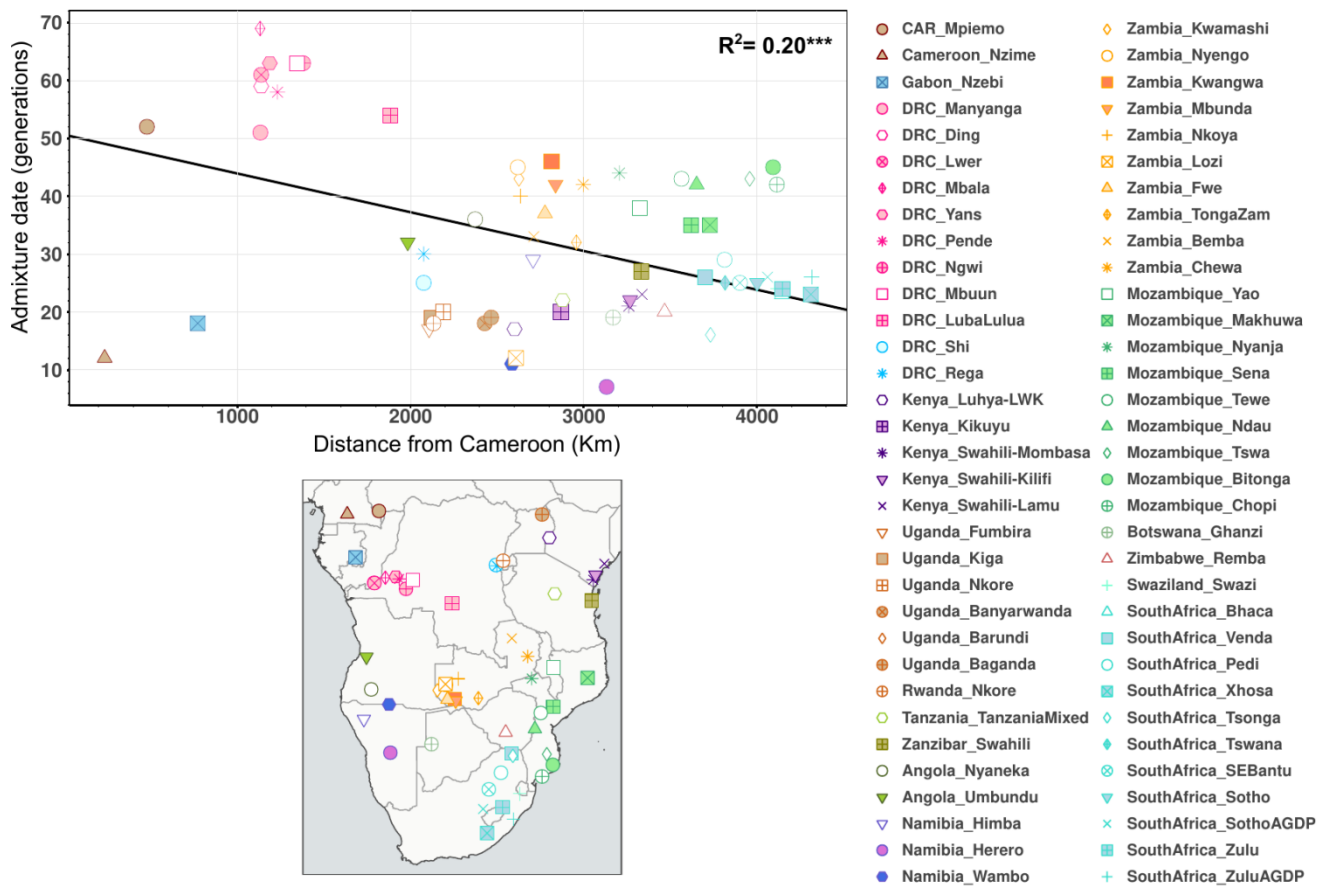 R²= 0.20***
Admixture date (generations)
70
60
50
40
30
20
10
1000
2000
3000
4000
Distance from Cameroon (Km)
CAR_Mpiemo
Cameroon_Nzime
Gabon_Nzebi
DRC_Manyanga
DRC_Ding
DRC_Lwer
DRC_Mbala
DRC_Yans
DRC_Pende
DRC_Ngwi
DRC_Mbuun
DRC_LubaLulua
DRC_Shi
DRC_Rega
Kenya_Luhya-LWK
Kenya_Kikuyu
Kenya_Swahili-Mombasa
Kenya_Swahili-Kilifi
Kenya_Swahili-Lamu
Uganda_Fumbira
Uganda_Kiga
Uganda_Nkore
Uganda_Banyarwanda
Uganda_Barundi
Uganda_Baganda
Rwanda_Nkore
Tanzania_TanzaniaMixed
Zanzibar_Swahili
Angola_Nyaneka
Angola_Umbundu
Namibia_Himba
Namibia_Herero
Namibia_Wambo
Zambia_Kwamashi
Zambia_Nyengo
Zambia_Kwangwa
Zambia_Mbunda
Zambia_Nkoya
Zambia_Lozi
Zambia_Fwe
Zambia_TongaZam
Zambia_Bemba
Zambia_Chewa
Mozambique_Yao
Mozambique_Makhuwa
Mozambique_Nyanja
Mozambique_Sena
Mozambique_Tewe
Mozambique_Ndau
Mozambique_Tswa
Mozambique_Bitonga
Mozambique_Chopi
Botswana_Ghanzi
Zimbabwe_Remba
Swaziland_Swazi
SouthAfrica_Bhaca
SouthAfrica_Venda
SouthAfrica_Pedi
SouthAfrica_Xhosa
SouthAfrica_Tsonga
SouthAfrica_Tswana
SouthAfrica_SEBantu
SouthAfrica_Sotho
SouthAfrica_SothoAGDP
SouthAfrica_Zulu
SouthAfrica_ZuluAGDP